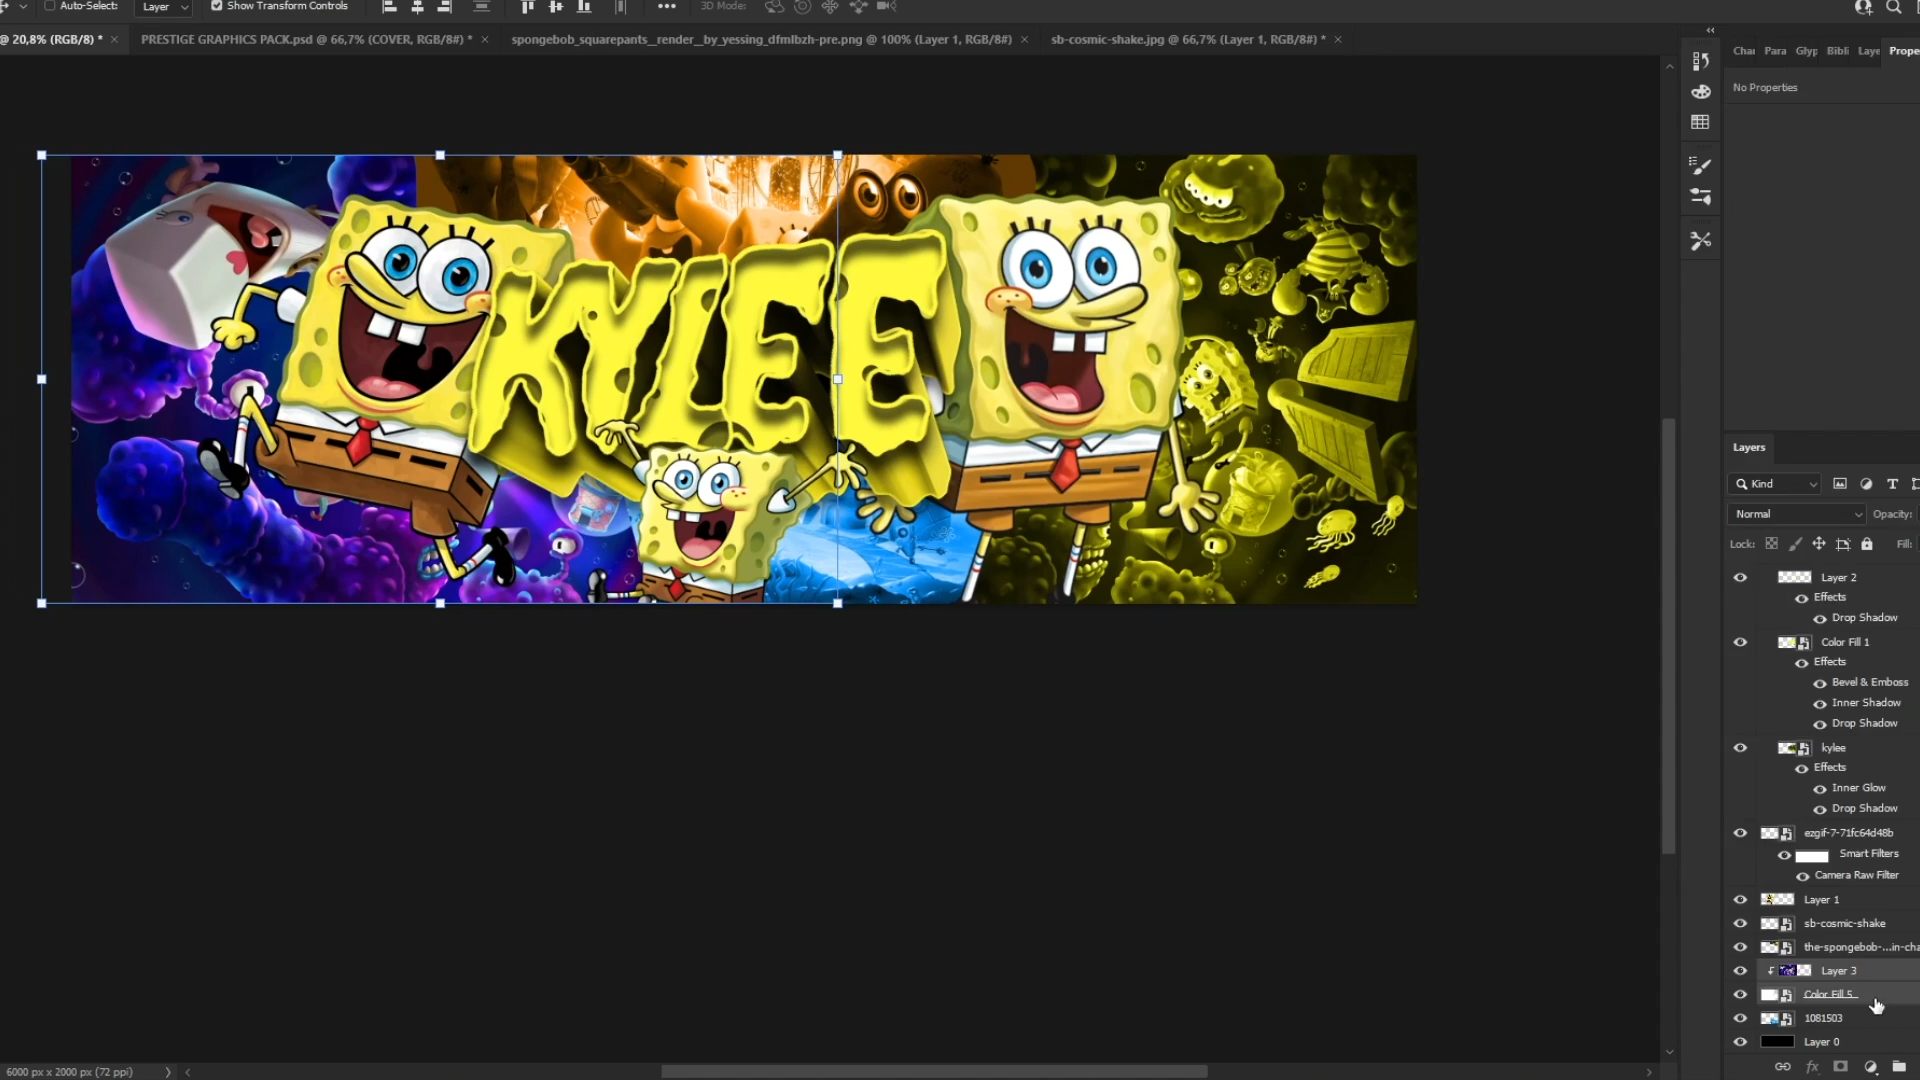 Auto-Select:
Layer
Show Transform Controls
3D Mode:
@ 20,8% (RGB/8) *
PRESTIGE GRAPHICS PACK.psd @ 66,7% (COVER, RGB/8#) *
spongebob_squarepants__render__by_yessing_dfmlbzh-pre.png @ 100% (Layer 1, RGB/8#)
sb-cosmic-shake.jpg @ 66,7% (Layer 1, RGB/8#) *
Char
Para
Glyp
Bibli
Laye
Prope
No Properties
KYLEE
Layers
Kind
Normal
Opacity:
Lock:
Fill:
Layer 2
Effects
Drop Shadow
Color Fill 1
Effects
Bevel & Emboss
Inner Shadow
Drop Shadow
kylee
Effects
Inner Glow
Drop Shadow
ezgif-7-71fc64d48b
Smart Filters
Camera Raw Filter
Layer 1
sb-cosmic-shake
the-spongebob-...in-cha
Layer 3
Color Fill 5
1081503
Layer 0
fx
6000 px x 2000 px (72 ppi)